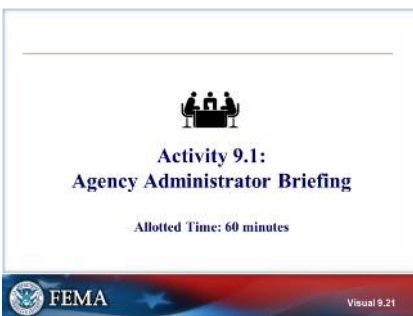 Activity 9.1:
Agency Administrator Briefing
Allotted Time: 60 minutes
FEMA
Visual 9.21